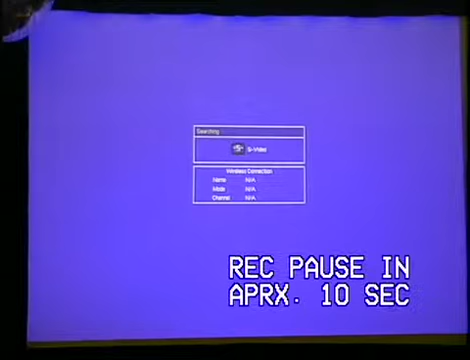 Searching
S-Video
Wireless Connection
Name N/A
Mode N/A
Channel N/A
REC PAUSE IN
APRX. 10 SEC